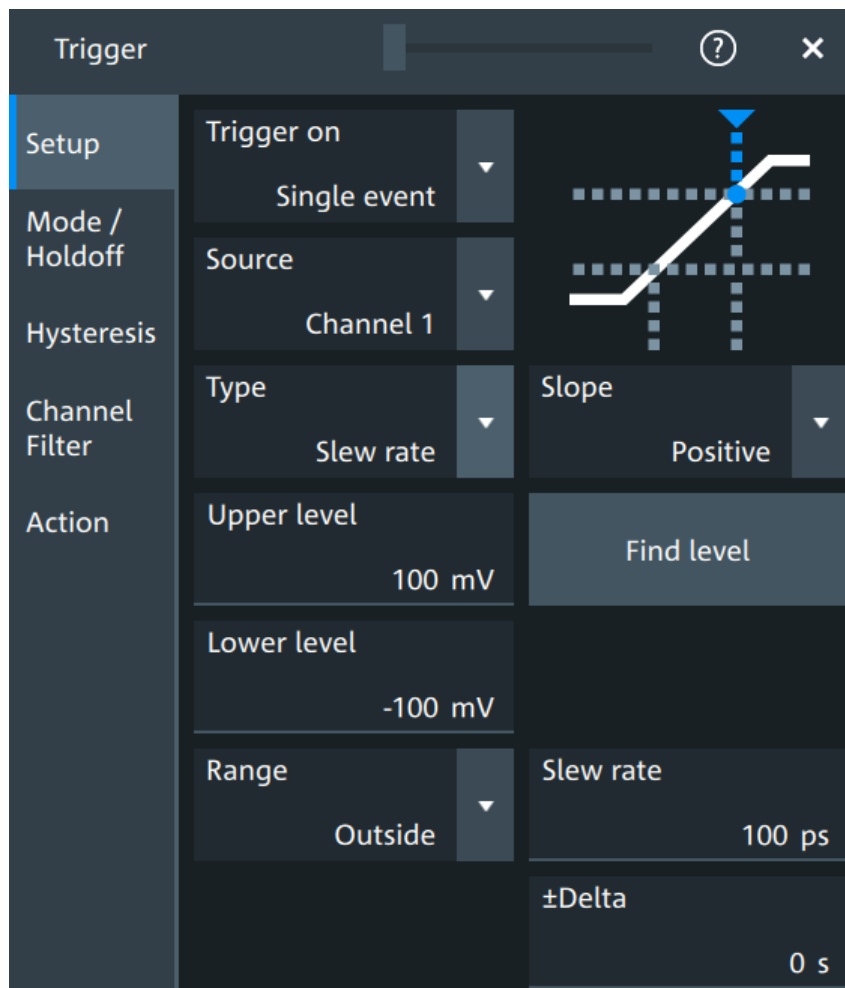 Trigger
?
Setup
Mode /
Holdoff
Hysteresis
Channel
Filter
Action
Trigger on
Single event
Source
Channel 1
Type
Slew rate
Slope
Positive
Upper level
100 mV
Find level
Lower level
-100 mV
Range
Outside
Slew rate
100 ps
±Delta
0 s